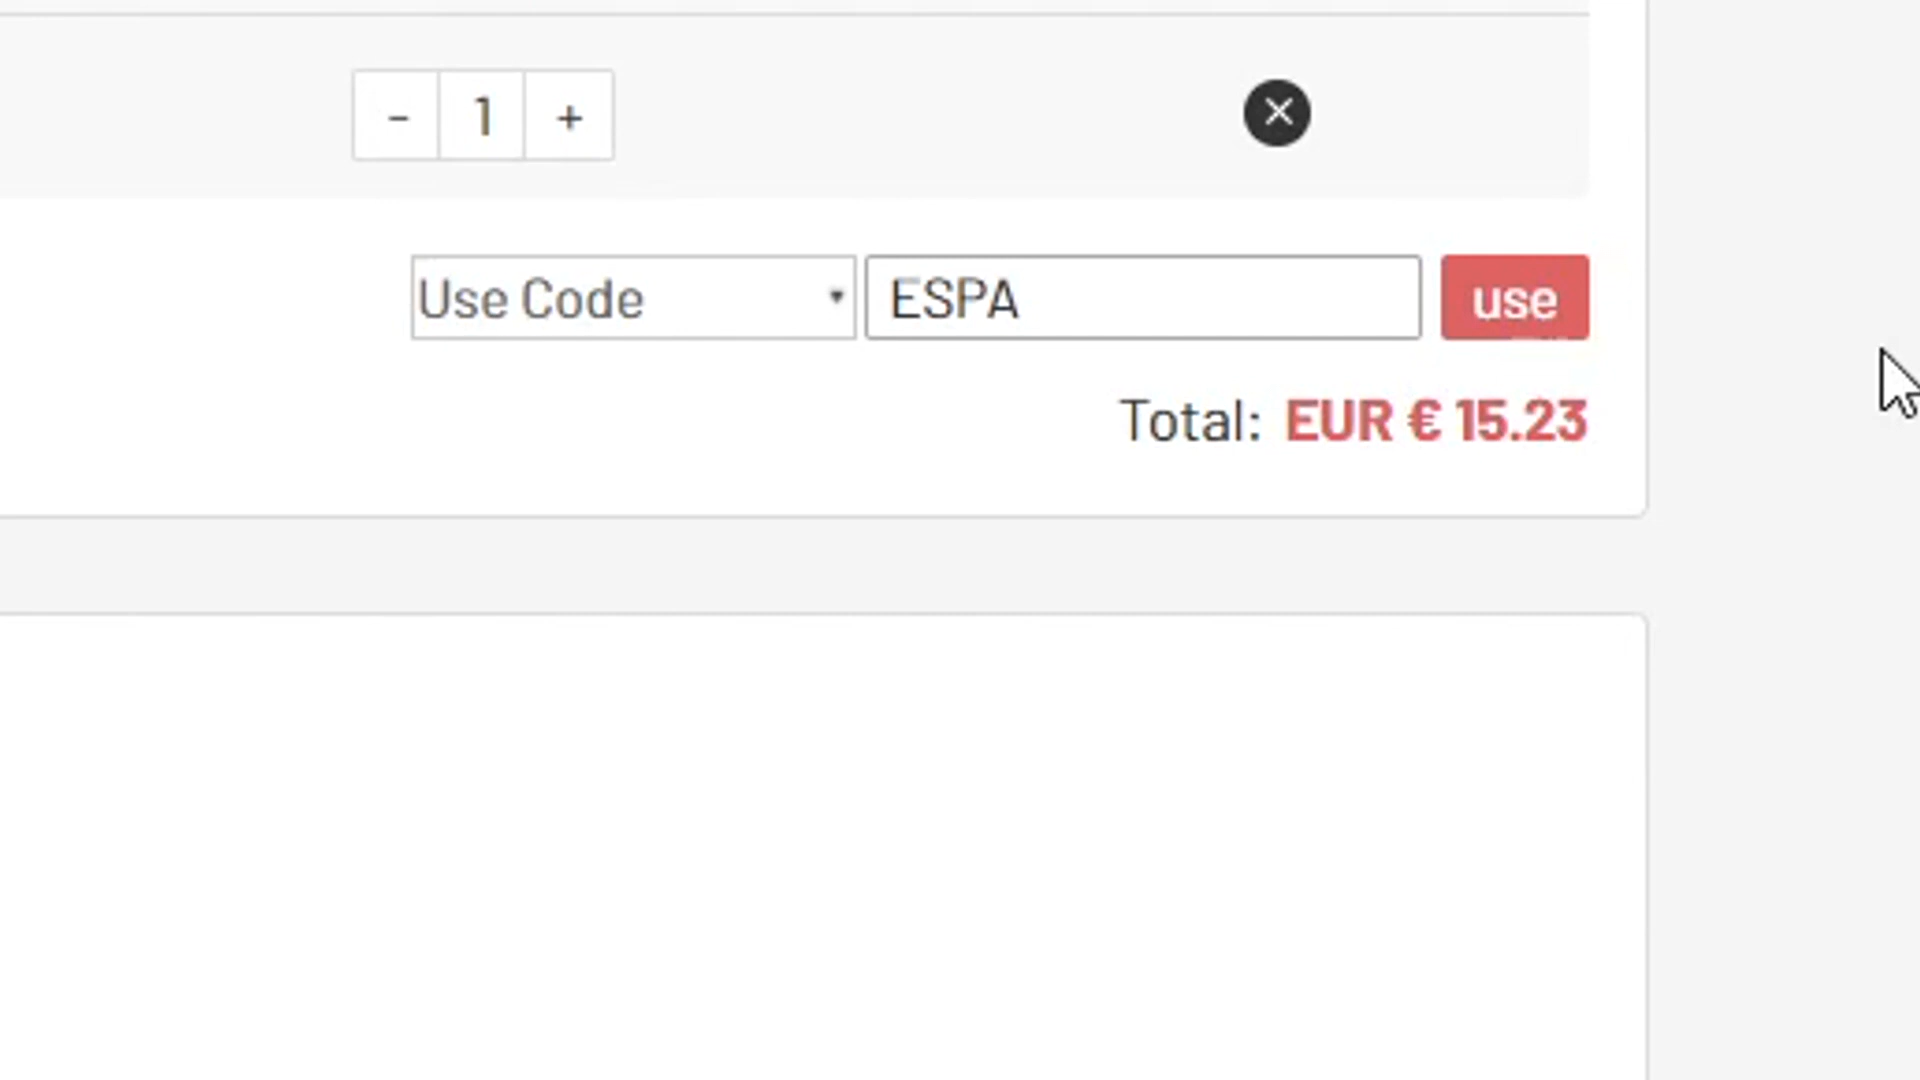 - 1 +
Use Code ESPA use
Total: EUR € 15.23